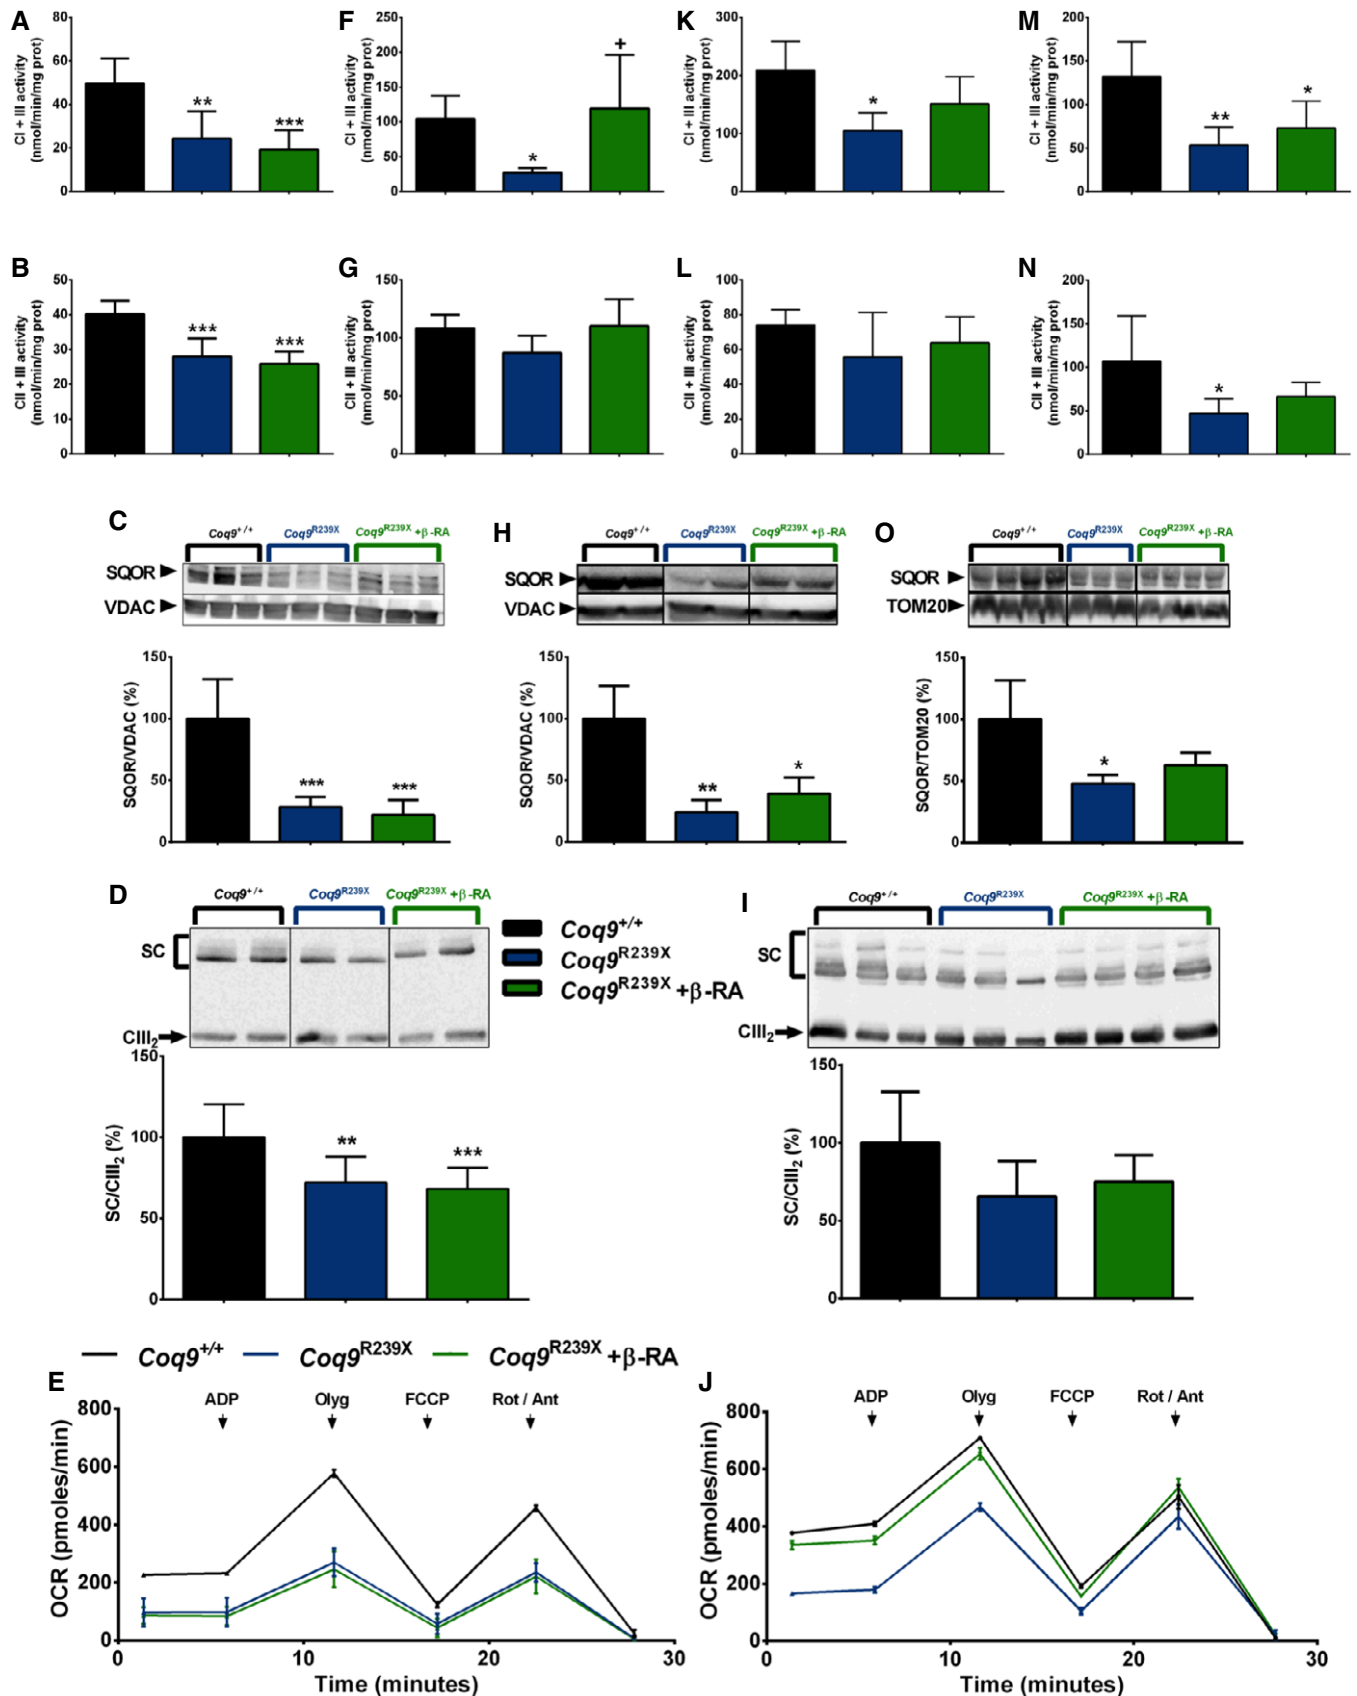 A
CI + III activity
(nmol/min/mg prot)
80
60
40
20
0
**
***
F
CI + III activity
(nmol/min/mg prot)
250
200
150
100
50
0
*
+
K
CI + III activity
(nmol/min/mg prot)
300
200
100
0
*
M
CI + III activity
(nmol/min/mg prot)
200
150
100
50
0
**
*
B
CII + III activity
(nmol/min/mg prot)
50
40
30
20
10
0
***
***
G
CII + III activity
(nmol/min/mg prot)
150
100
50
0
L
CII + III activity
(nmol/min/mg prot)
100
80
60
40
20
0
N
CII + III activity
(nmol/min/mg prot)
200
150
100
50
0
*
C
Coq9+/+
Coq9R239X
Coq9R239X +β-RA
SQOR
VDAC
SQOR/VDAC (%)
150
100
50
0
***
***
H
Coq9+/+
Coq9R239X
Coq9R239X +β-RA
SQOR
VDAC
SQOR/VDAC (%)
150
100
50
0
**
*
O
Coq9+/+
Coq9R239X
Coq9R239X +β-RA
SQOR
TOM20
SQOR/TOM20 (%)
150
100
50
0
*
D
Coq9+/+
Coq9R239X
Coq9R239X +β-RA
SC
CIII2
SC/CIII2 (%)
150
100
50
0
**
***
Coq9+/+
Coq9R239X
Coq9R239X +β-RA
I
Coq9+/+
Coq9R239X
Coq9R239X +β-RA
SC
CIII2
SC/CIII2 (%)
150
100
50
0
Coq9+/+
Coq9R239X
Coq9R239X +β-RA
E
ADP
Olyg
FCCP
Rot / Ant
OCR (pmoles/min)
800
600
400
200
0
0
10
20
30
Time (minutes)
J
ADP
Olyg
FCCP
Rot / Ant
OCR (pmoles/min)
800
600
400
200
0
0
10
20
30
Time (minutes)